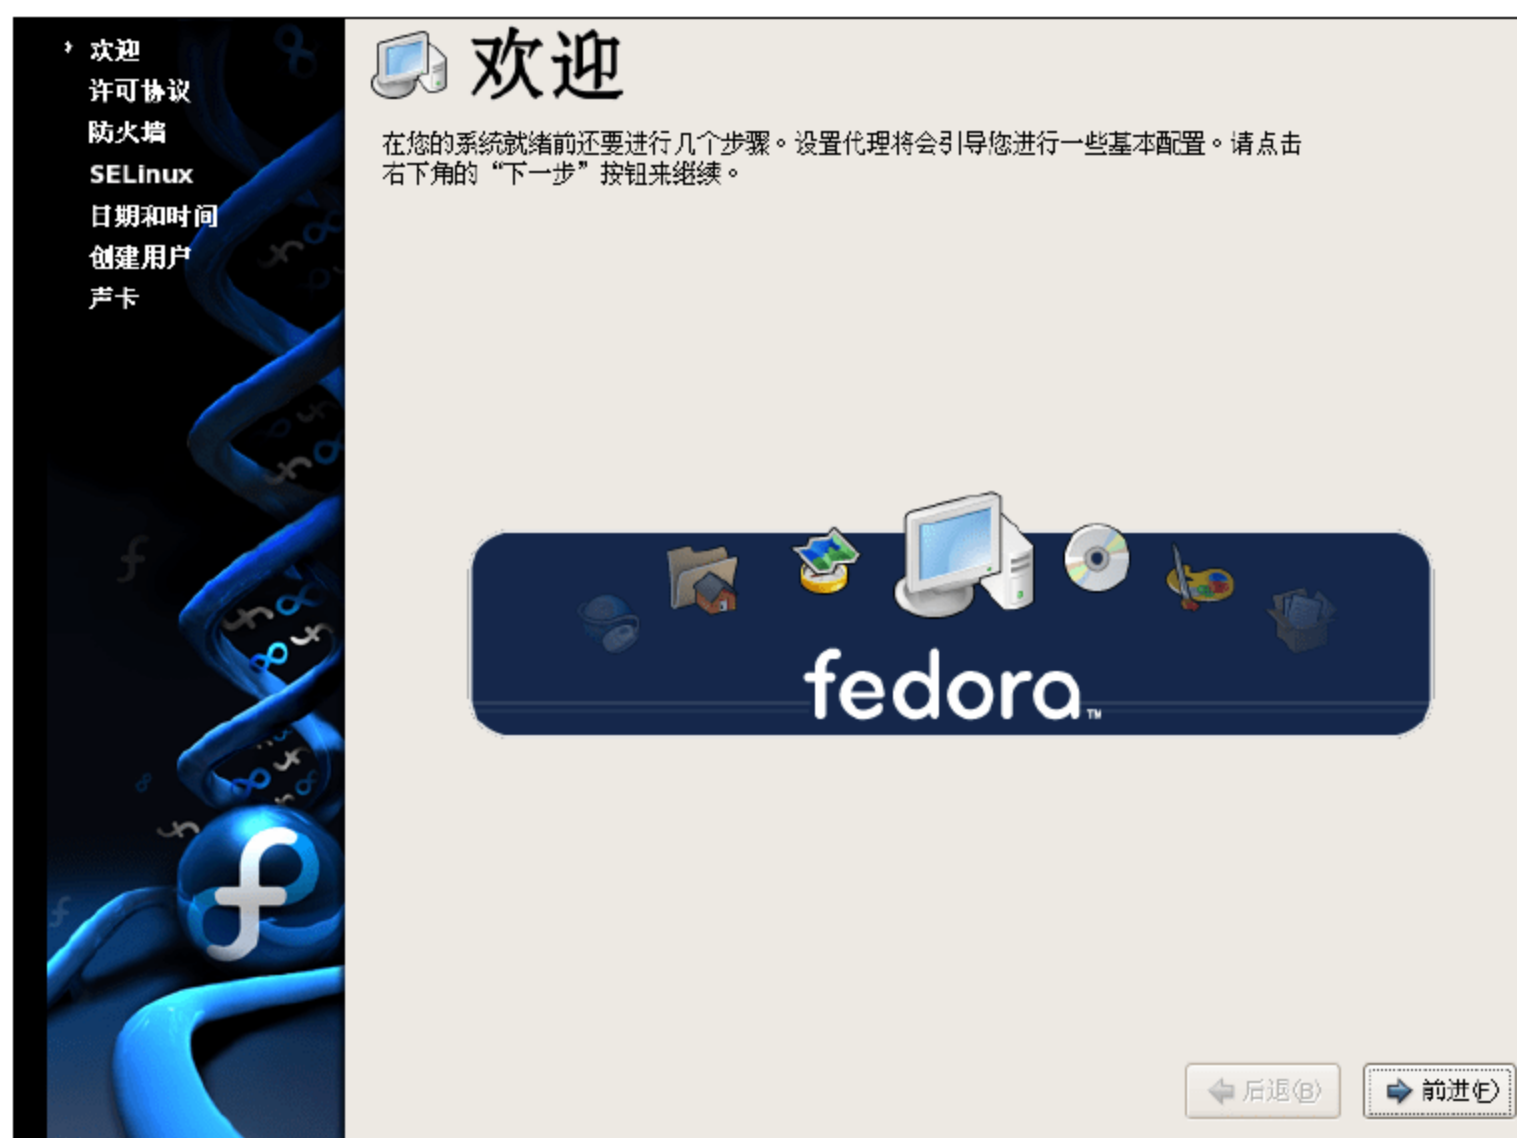 欢迎
许可协议
防火墙
SELinux
日期和时间
创建用户
声卡
欢迎
在您的系统就绪前还要进行几个步骤。设置代理将会引导您进行一些基本配置。请点击
右下角的“下一步”按钮来继续。
fedora™
后退(B)
前进(F)